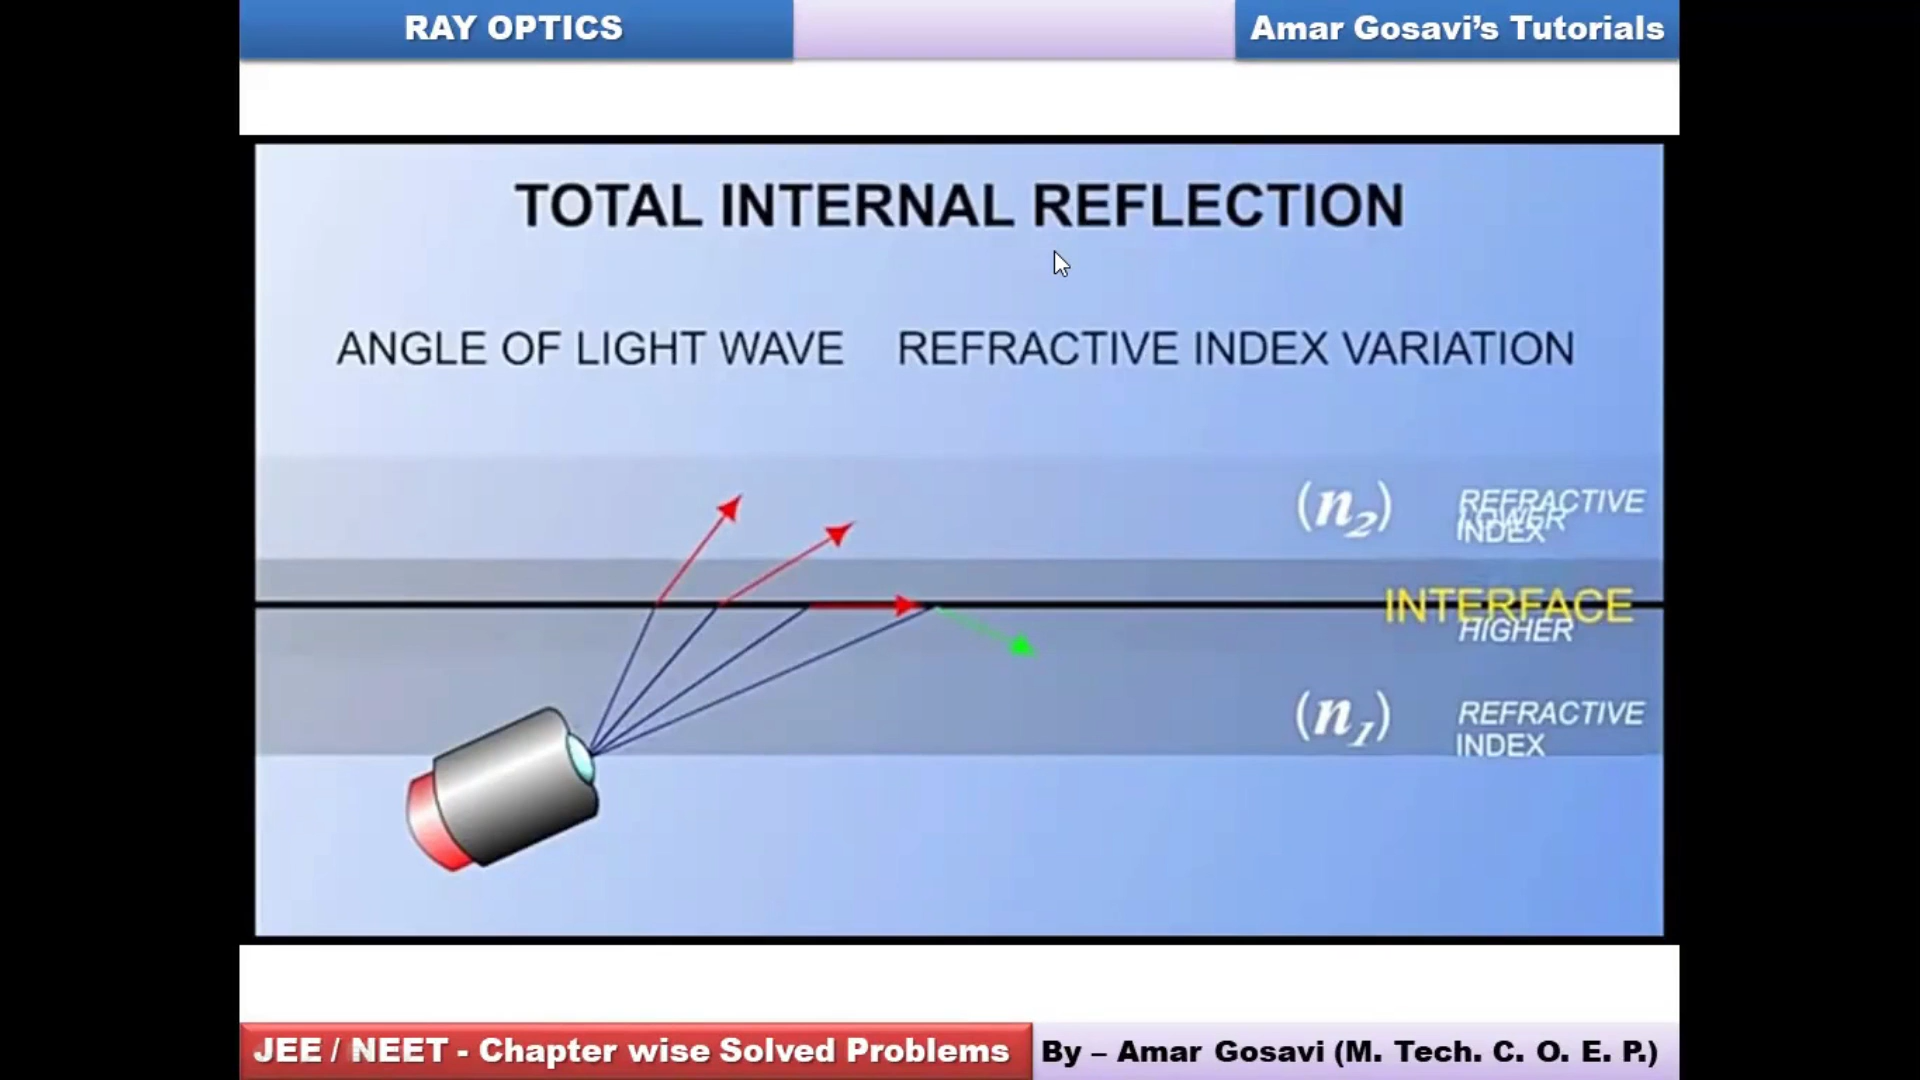 RAY OPTICS
Amar Gosavi’s Tutorials
TOTAL INTERNAL REFLECTION
ANGLE OF LIGHT WAVE
REFRACTIVE INDEX VARIATION
(n₂)
REFRACTIVE
LOWER
INDEX
INTERFACE
HIGHER
(n₁)
REFRACTIVE
INDEX
JEE / NEET - Chapter wise Solved Problems
By – Amar Gosavi (M. Tech. C. O. E. P.)